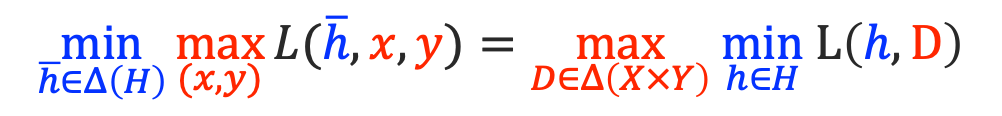 min max L(h̄, x, y) = max min L(h, D)
h̄∈Δ(H) (x,y) D∈Δ(X×Y) h∈H